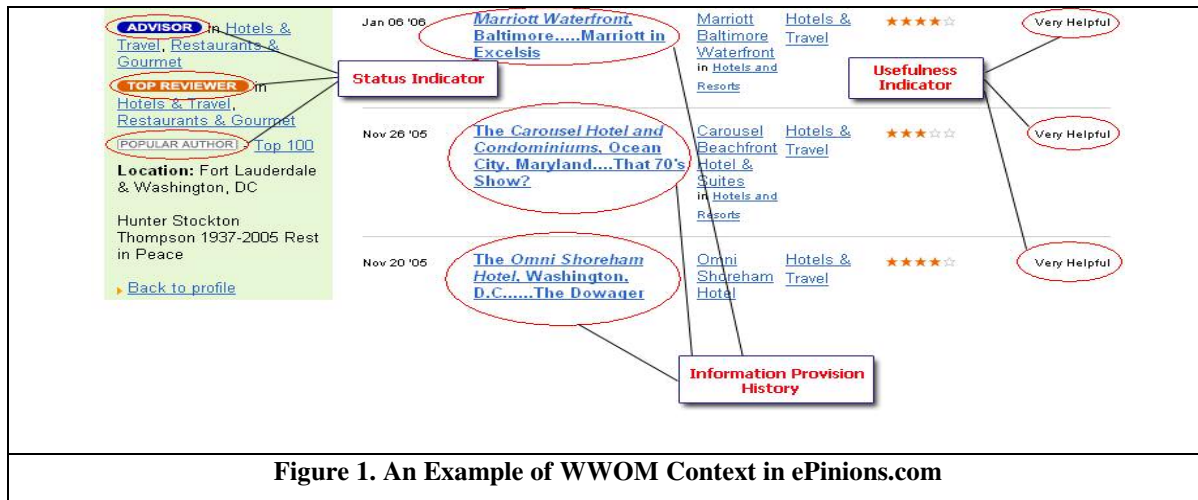 ADVISOR in Hotels &
Travel, Restaurants &
Gourmet
TOP REVIEWER in
Hotels & Travel,
Restaurants & Gourmet
POPULAR AUTHOR - Top 100
Location: Fort Lauderdale
& Washington, DC
Hunter Stockton
Thompson 1937-2005 Rest
in Peace
Back to profile
Status Indicator
Jan 06 '06
Marriott Waterfront,
Baltimore.....Marriott in
Excelsis
Marriott
Baltimore
Waterfront
in Hotels and
Resorts
Hotels &
Travel
Very Helpful
Usefulness
Indicator
Nov 26 '05
The Carousel Hotel and
Condominiums, Ocean
City, Maryland....That 70's
Show?
Carousel
Beachfront
Hotel &
Suites
in Hotels and
Resorts
Hotels &
Travel
Very Helpful
Nov 20 '05
The Omni Shoreham
Hotel, Washington,
D.C......The Dowager
Omni
Shoreham
Hotel
Hotels &
Travel
Very Helpful
Information Provision
History
Figure 1. An Example of WWOM Context in ePinions.com